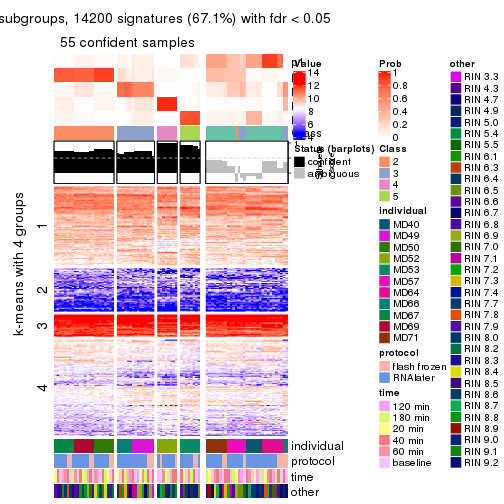 subgroups, 14200 signatures (67.1%) with fdr < 0.05
55 confident samples
k-means with 4 groups
1
2
3
4
individual
protocol
time
other
Value
14
12
10
8
6
4
Status (barplots)
confident
ambiguous
Prob
1
0.8
0.6
0.4
0.2
0
Class
2
3
4
5
individual
MD40
MD49
MD50
MD52
MD53
MD57
MD64
MD66
MD67
MD69
MD71
protocol
flash frozen
RNAlater
time
120 min
180 min
20 min
40 min
60 min
baseline
other
RIN 3.3
RIN 4.3
RIN 4.7
RIN 4.9
RIN 5.0
RIN 5.4
RIN 5.5
RIN 6.1
RIN 6.3
RIN 6.4
RIN 6.5
RIN 6.6
RIN 6.7
RIN 6.8
RIN 6.9
RIN 7.0
RIN 7.1
RIN 7.2
RIN 7.3
RIN 7.4
RIN 7.7
RIN 7.8
RIN 7.9
RIN 8.0
RIN 8.2
RIN 8.3
RIN 8.4
RIN 8.5
RIN 8.6
RIN 8.7
RIN 8.8
RIN 8.9
RIN 9.0
RIN 9.1
RIN 9.2